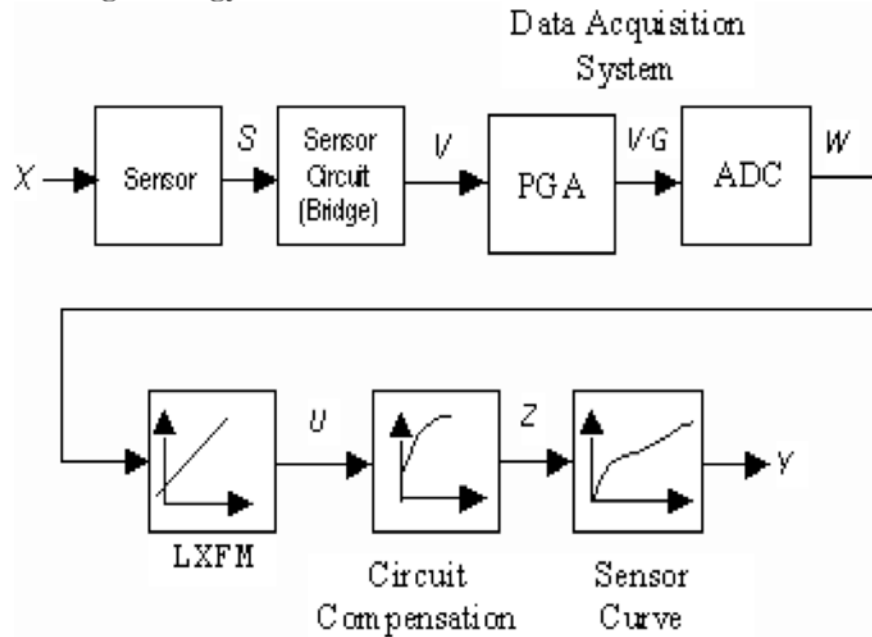 Data Acquisition
System
X
Sensor
S
Sensor
Circuit
(Bridge)
V
PGA
V·G
ADC
W
LXFM
U
Circuit
Compensation
Z
Sensor
Curve
Y